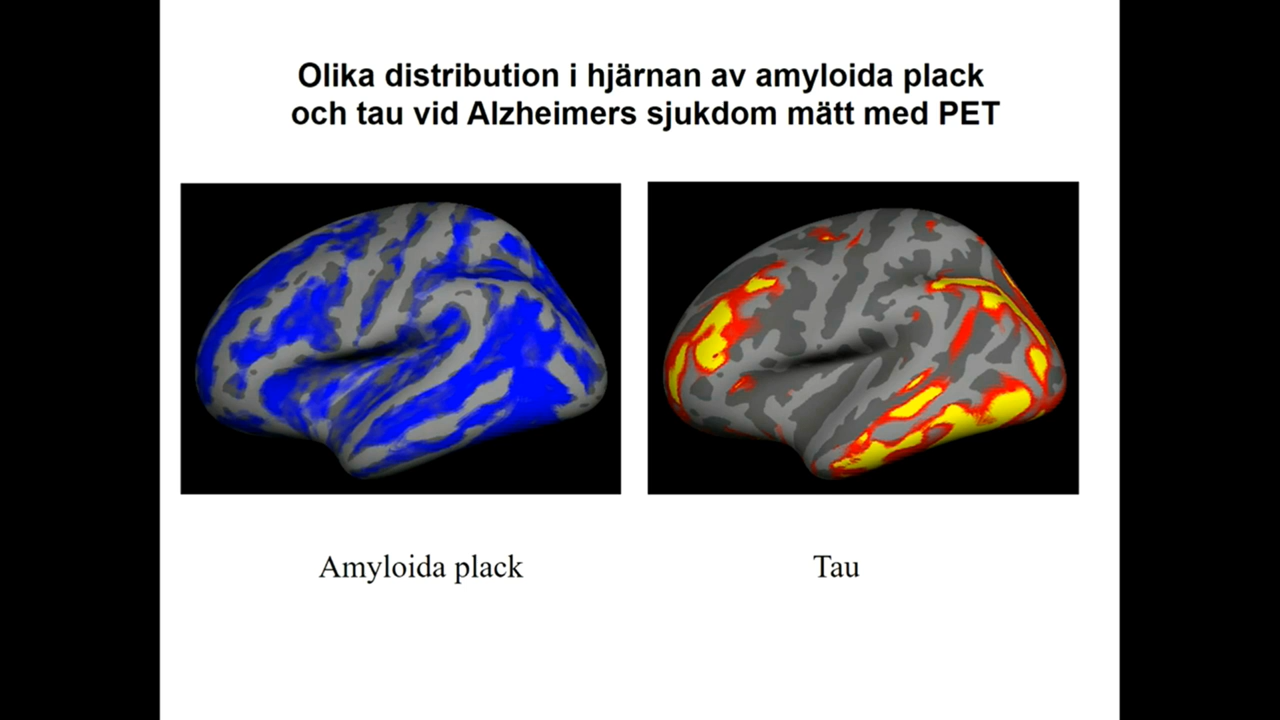 Olika distribution i hjärnan av amyloida plack
och tau vid Alzheimers sjukdom mätt med PET
Amyloida plack
Tau